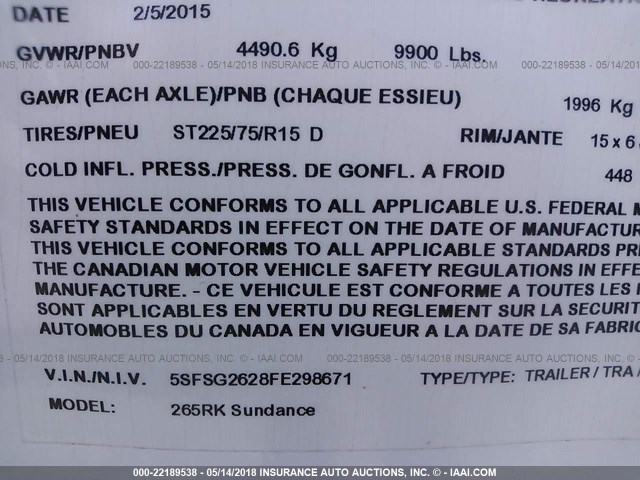 DATE 2/5/2015
GVWR/PNBV 4490.6 Kg 9900 Lbs.
INSURANCE AUTO AUCTIONS, INC. - © - IAAI.COM 000-22189538 - 05/14/2018 INSURANCE AUTO AUCTIONS, INC. - © - IAAI.COM 000-22189538 - 05/14/2018
GAWR (EACH AXLE)/PNB (CHAQUE ESSIEU) 1996 Kg
TIRES/PNEU ST225/75/R15 D RIM/JANTE 15 x 6
COLD INFL. PRESS./PRESS. DE GONFL. A FROID 448
THIS VEHICLE CONFORMS TO ALL APPLICABLE U.S. FEDERAL M
SAFETY STANDARDS IN EFFECT ON THE DATE OF MANUFACTUR
THIS VEHICLE CONFORMS TO ALL APPLICABLE STANDARDS PR
THE CANADIAN MOTOR VEHICLE SAFETY REGULATIONS IN EFFE
MANUFACTURE. - CE VEHICULE EST CONFORME A TOUTES LES
SONT APPLICABLES EN VERTU DU REGLEMENT SUR LA SECURIT
AUTOMOBILES DU CANADA EN VIGUEUR A LA DATE DE SA FABRIC
- 05/14/2018 INSURANCE AUTO AUCTIONS, INC. - © - IAAI.COM 000-22189538 - 05/14/2018 INSURANCE AUTO AUCTIONS, INC. - © - IAAI.COM
V.I.N./N.I.V. 5SFSG2628FE298671 TYPE/TYPE: TRAILER / TRA
MODEL: 265RK Sundance
000-22189538 - 05/14/2018 INSURANCE AUTO AUCTIONS, INC. - © - IAAI.COM